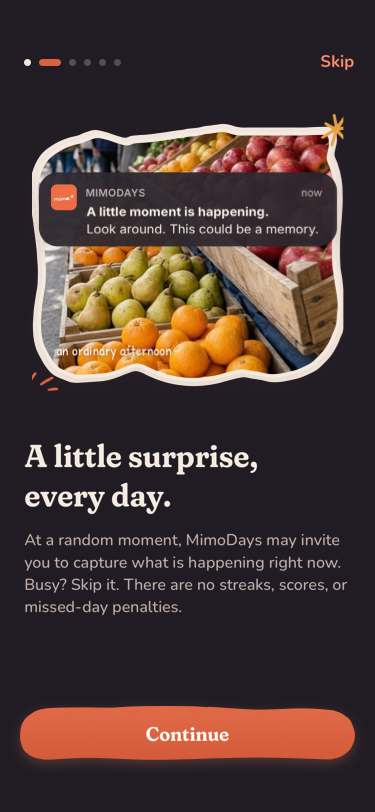 Skip
mimo
MIMODAYS now
A little moment is happening.
Look around. This could be a memory.
an ordinary afternoon
A little surprise,
every day.
At a random moment, MimoDays may invite
you to capture what is happening right now.
Busy? Skip it. There are no streaks, scores, or
missed-day penalties.
Continue